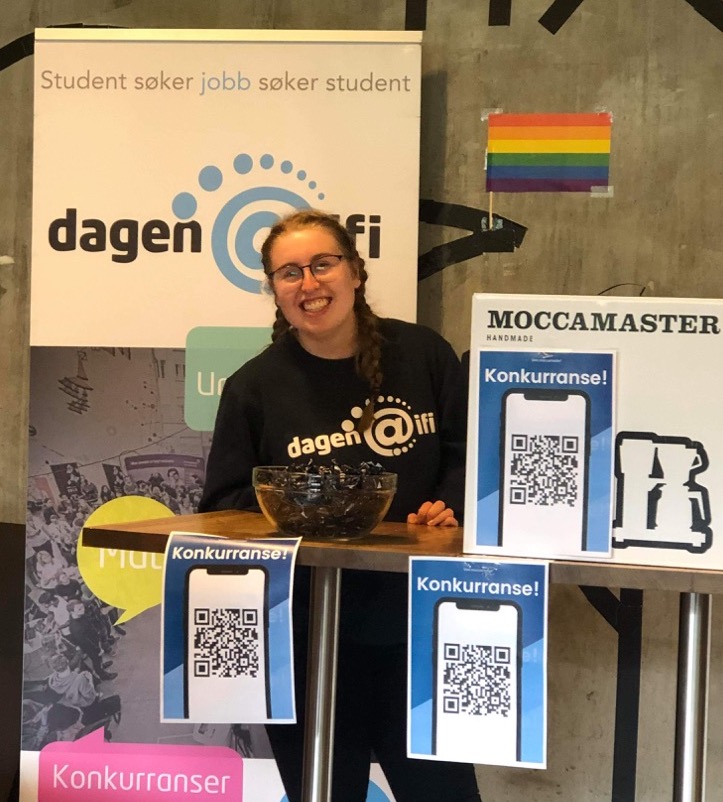 Student søker jobb søker student
dagen@ifi
dagen@ifi
MOCCAMASTER
HANDMADE
Konkurranse!
Konkurranse!
Konkurranse!
Konkurranser